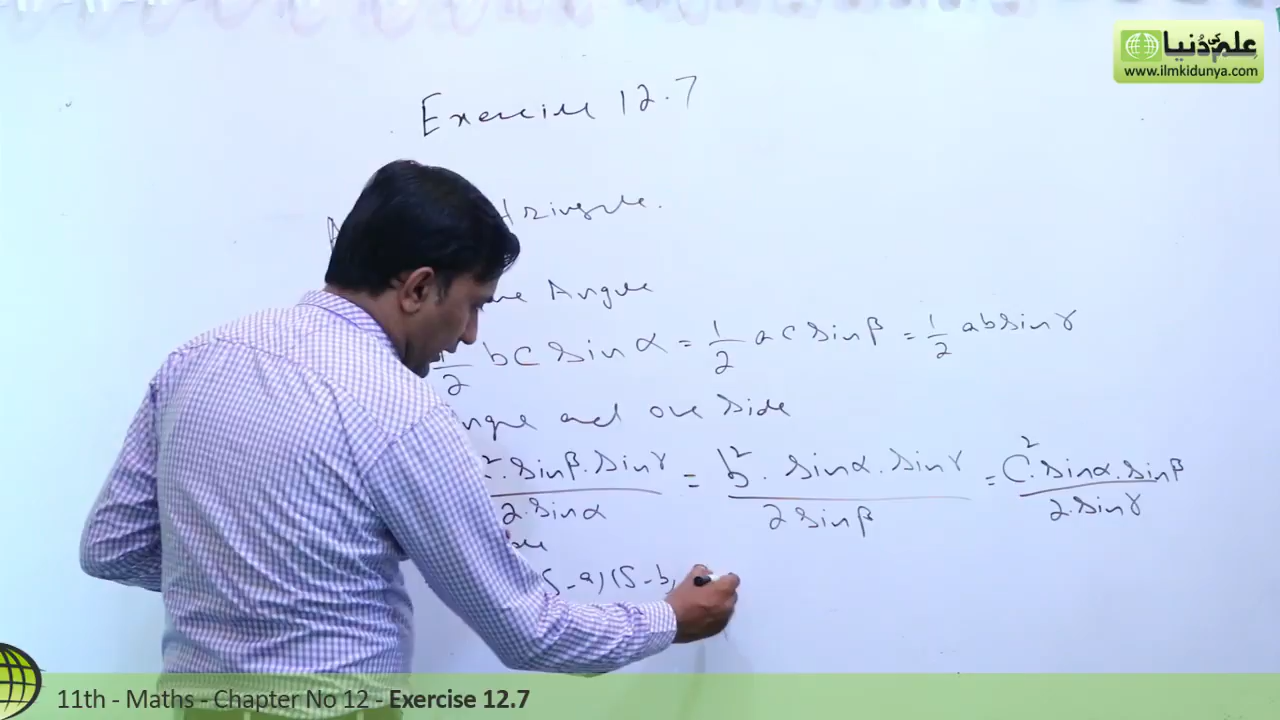 علم کی دنیا
www.ilmkidunya.com
Exercise 12.7
Angle
1/2 bc sin α = 1/2 ac sin β = 1/2 ab sin γ
and one side
². sin β . sin γ / 2 . sin α = b² . sin α . sin γ / 2 sin β = c² . sin α . sin β / 2 . sin γ
S-a)(S-b
11th - Maths - Chapter No 12 - Exercise 12.7